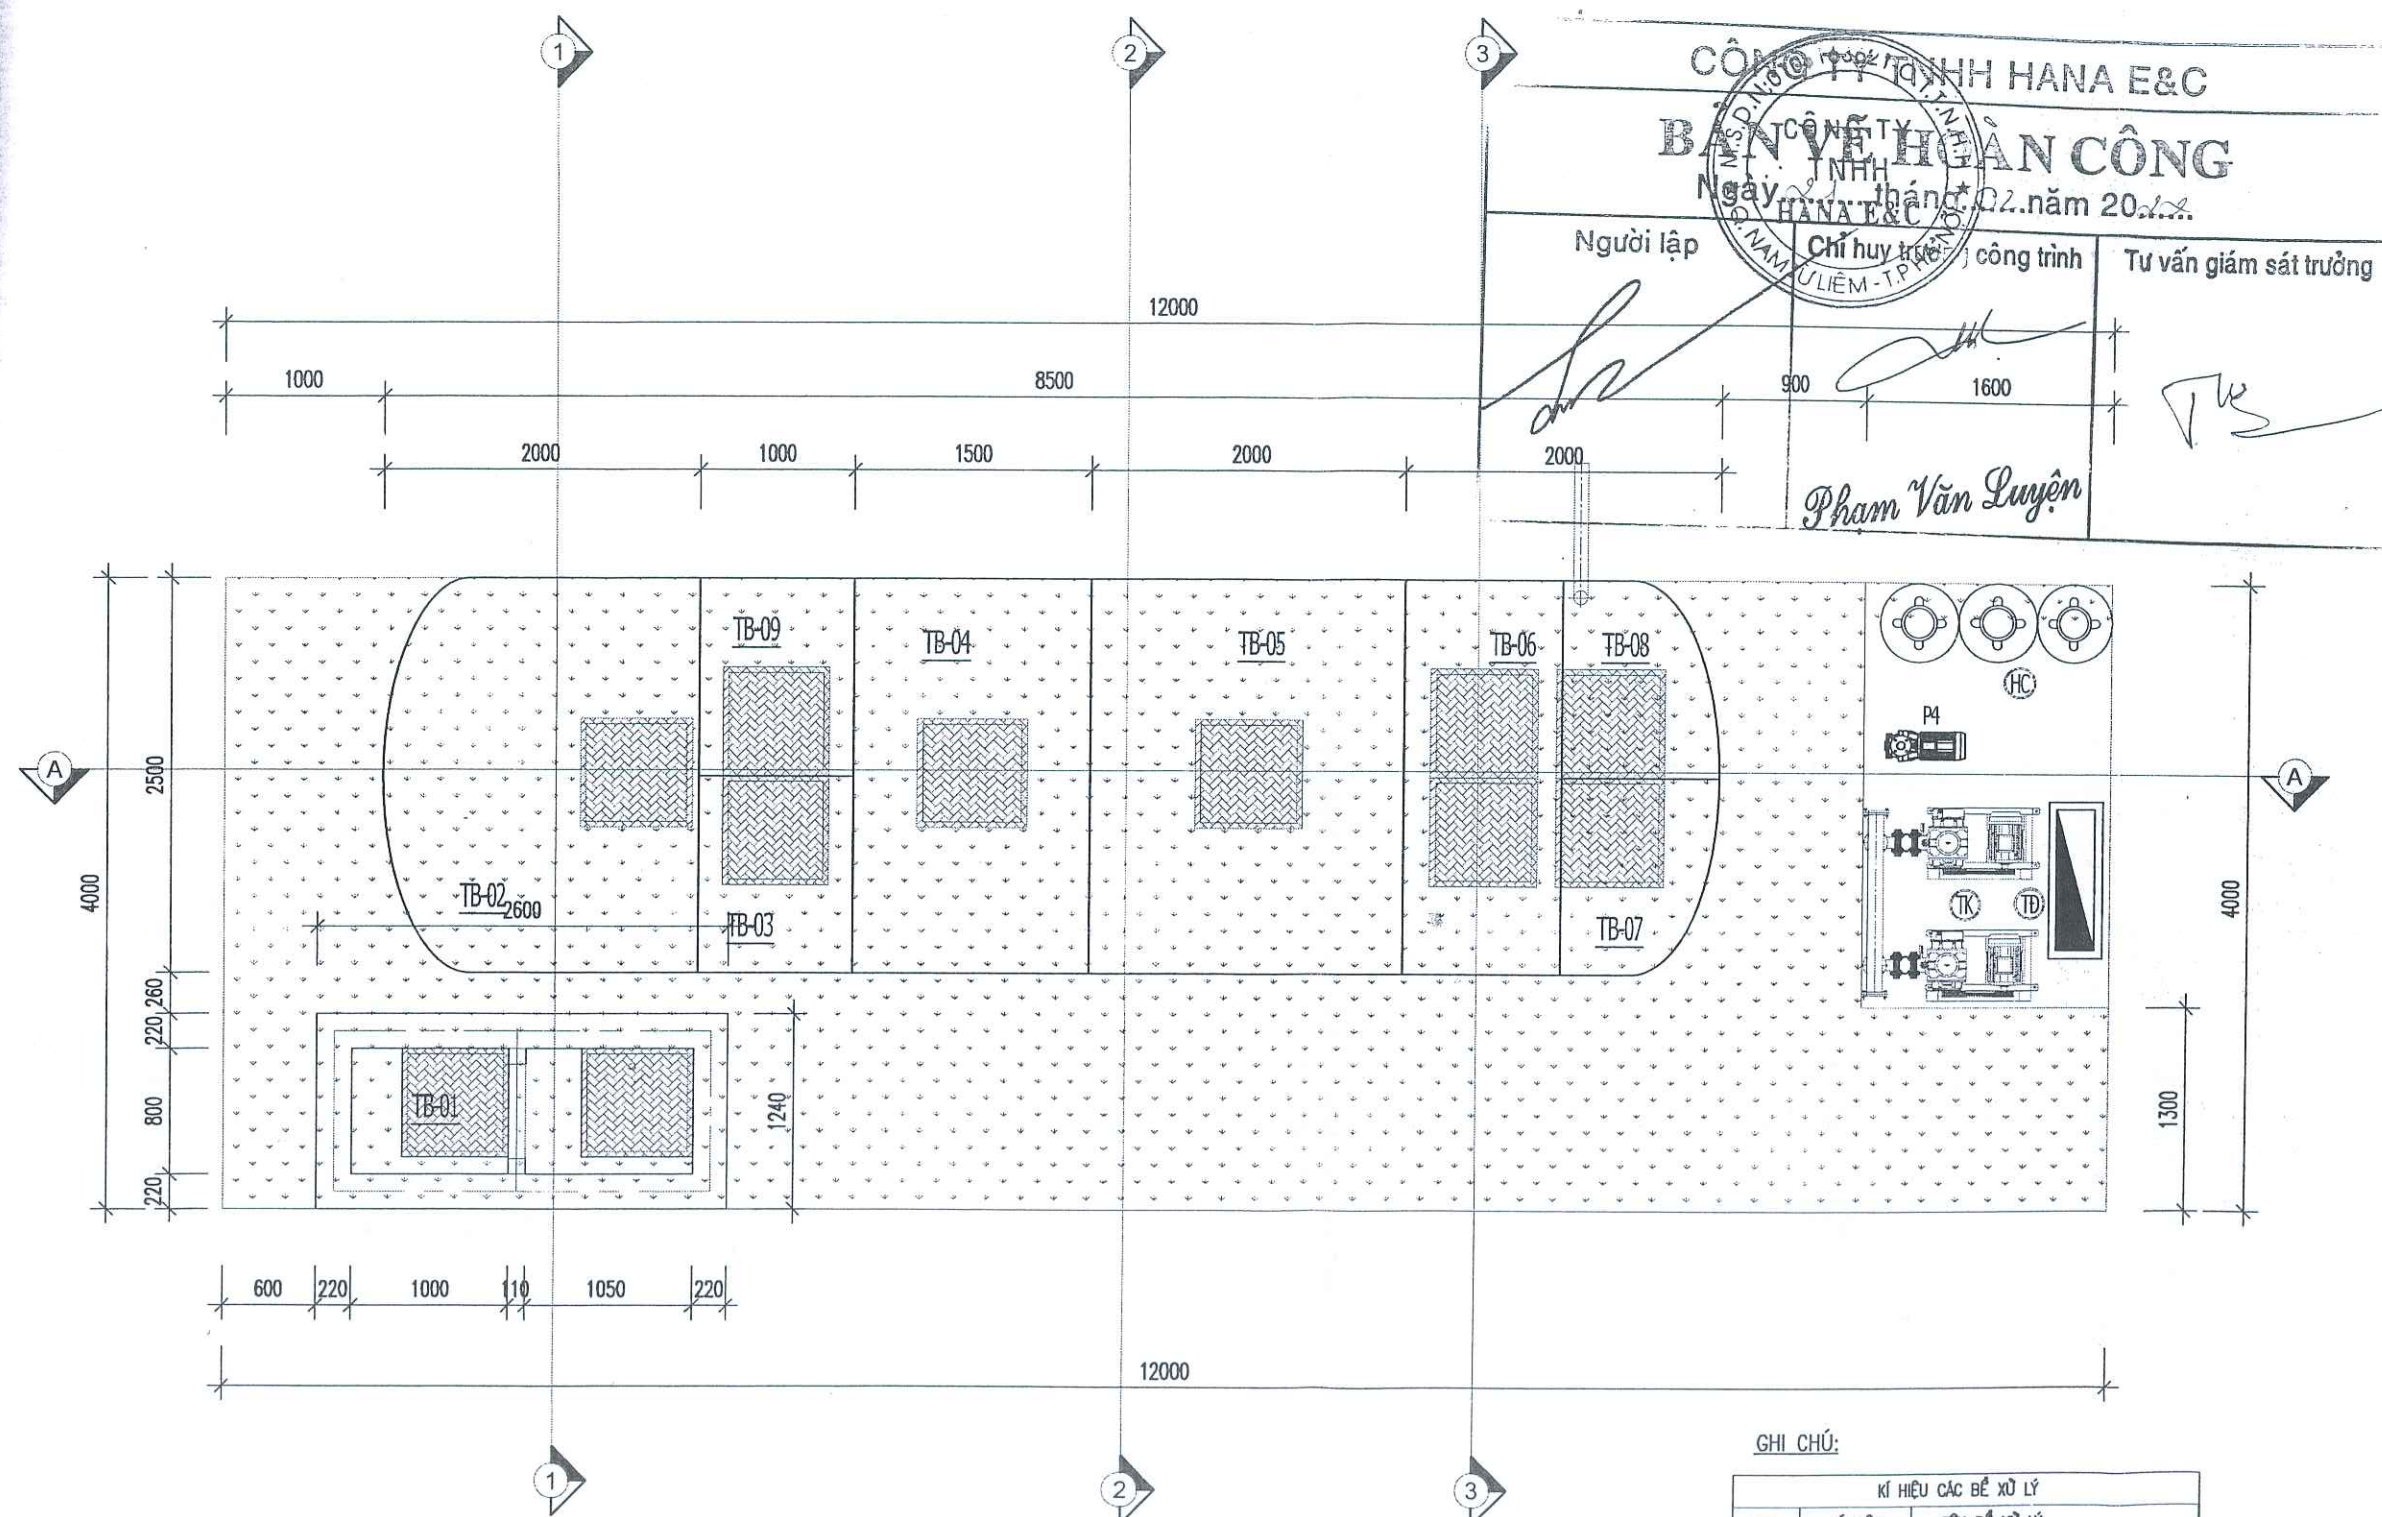 1
2
3
CÔNG TY TNHH HANA E&C
BẢN VẼ HOÀN CÔNG
Ngày 21 tháng 02 năm 20
CÔNG TY
TNHH
HANA E&C
Q. NAM TỪ LIÊM - T.P HÀ NỘI
Người lập
Chỉ huy trưởng công trình
Tư vấn giám sát trưởng
Phạm Văn Luyện
12000
1000
8500
900
1600
2000
1000
1500
2000
2000
TB-09
TB-04
TB-05
TB-06
TB-08
HC
P4
A
A
2500
4000
4000
TB-02
2600
TB-03
TB-07
TK
TĐ
260
220
800
220
TB-01
1240
1300
600
220
1000
110
1050
220
12000
1
2
3
GHI CHÚ:
KÍ HIỆU CÁC BỂ XỬ LÝ